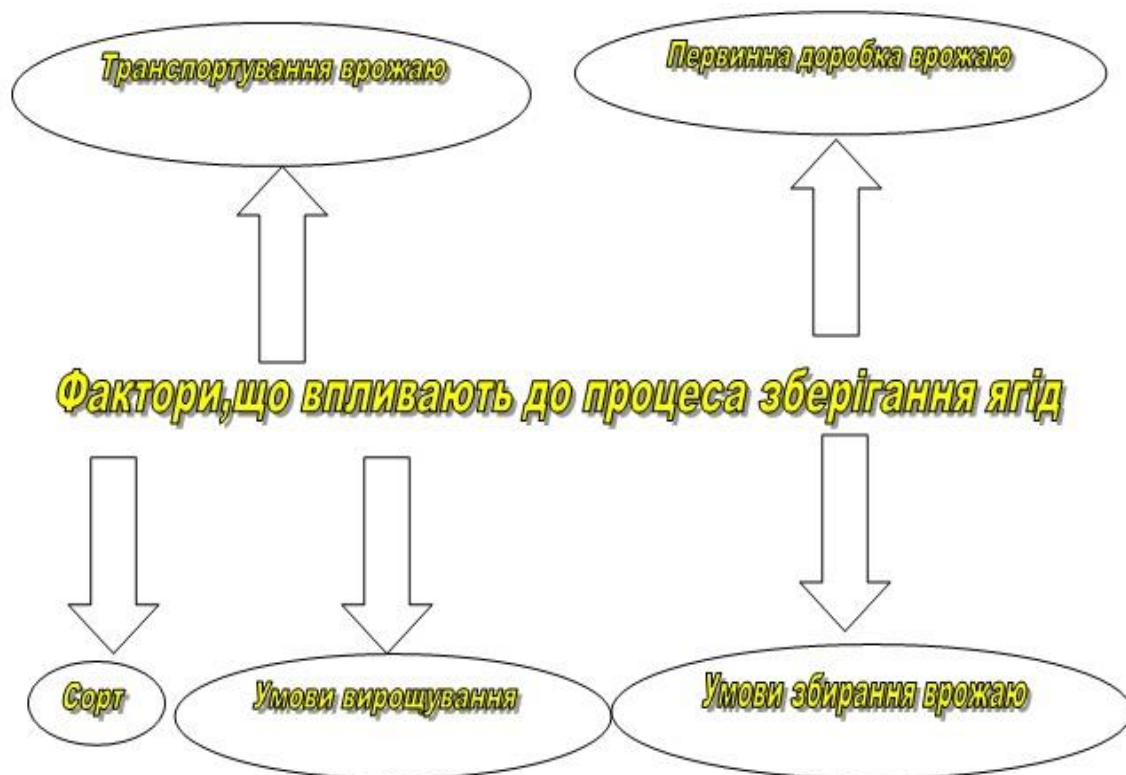 Транспортування врожаю
Первинна доробка врожаю
Фактори,що впливають до процеса зберігання ягід
Сорт
Умови вирощування
Умови збирання врожаю